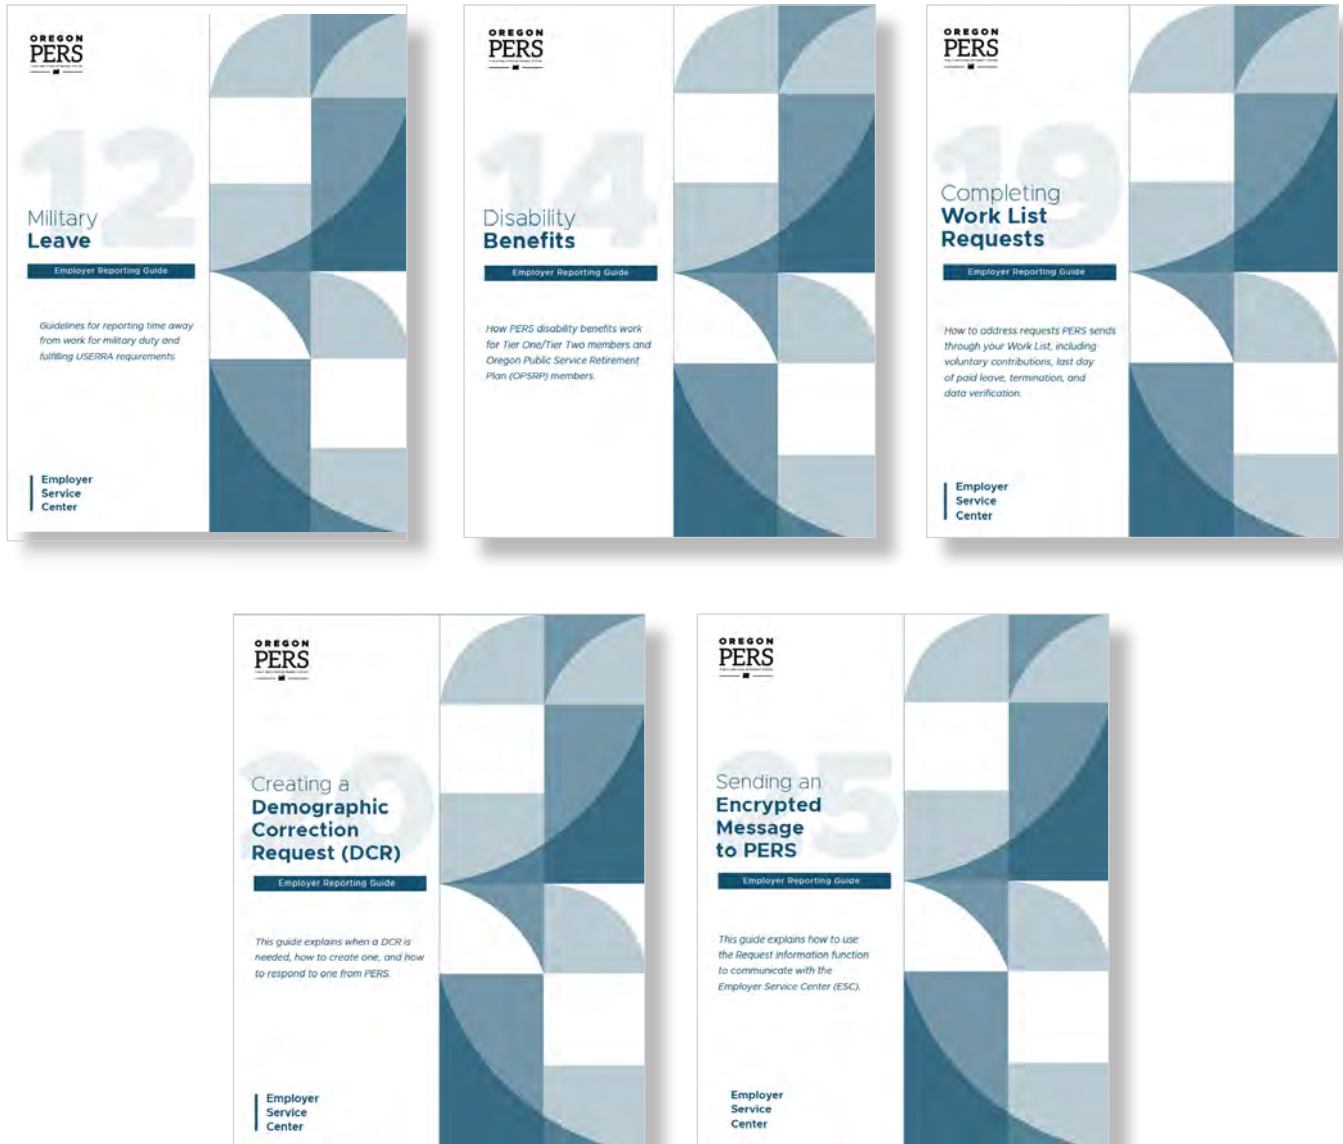 OREGON
PERS
12
Military
Leave
Employer Reporting Guide
Guidelines for reporting time away
from work for military duty and
fulfilling USERRA requirements.
Employer
Service
Center
OREGON
PERS
14
Disability
Benefits
Employer Reporting Guide
How PERS disability benefits work
for Tier One/Tier Two members and
Oregon Public Service Retirement
Plan (OPSRP) members.
OREGON
PERS
19
Completing
Work List
Requests
Employer Reporting Guide
How to address requests PERS sends
through your Work List, including
voluntary contributions, last day
of paid leave, termination, and
data verification.
Employer
Service
Center
OREGON
PERS
20
Creating a
Demographic
Correction
Request (DCR)
Employer Reporting Guide
This guide explains when a DCR is
needed, how to create one, and how
to respond to one from PERS.
Employer
Service
Center
OREGON
PERS
25
Sending an
Encrypted
Message
to PERS
Employer Reporting Guide
This guide explains how to use
the Request Information function
to communicate with the
Employer Service Center (ESC).
Employer
Service
Center